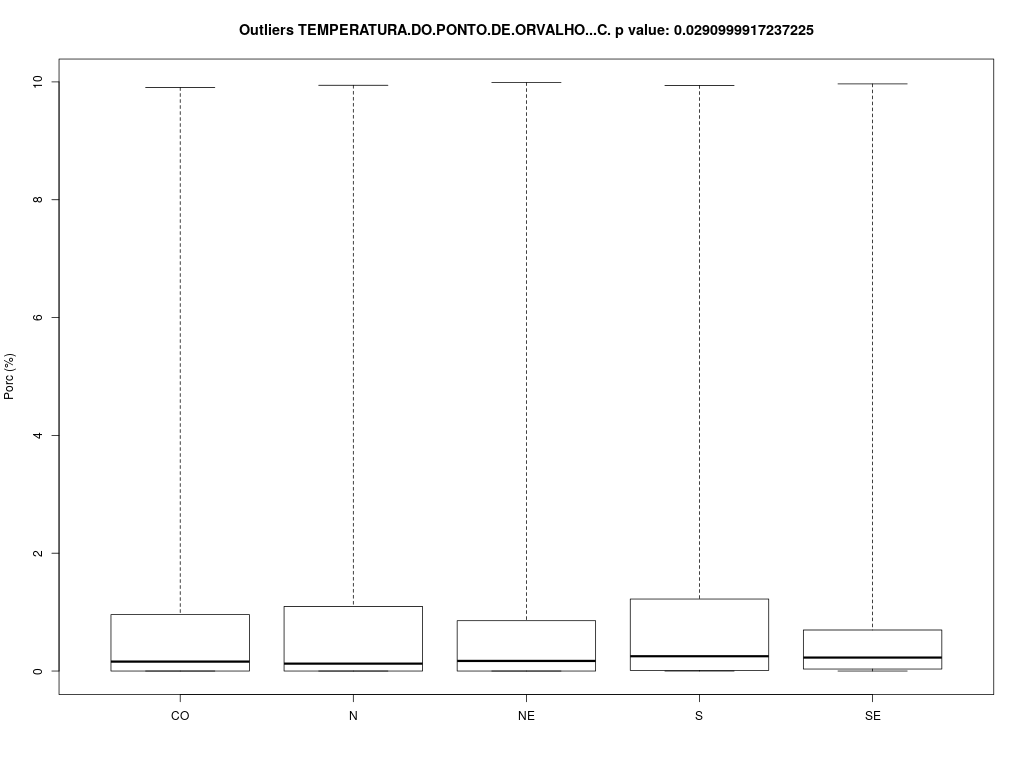 Outliers TEMPERATURA.DO.PONTO.DE.ORVALHO...C. p value: 0.0290999917237225
Porc (%)
10
8
6
4
2
0
CO N NE S SE